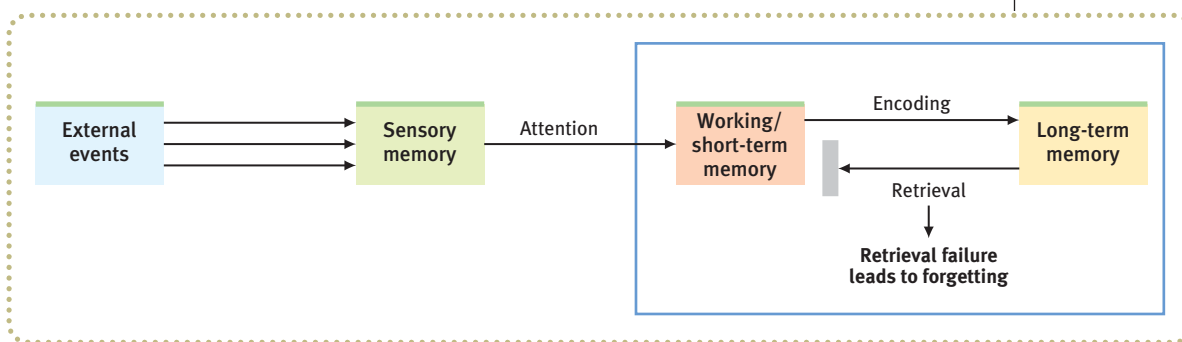 External
events
Sensory
memory
Attention
Working/
short-term
memory
Encoding
Long-term
memory
Retrieval
Retrieval failure
leads to forgetting